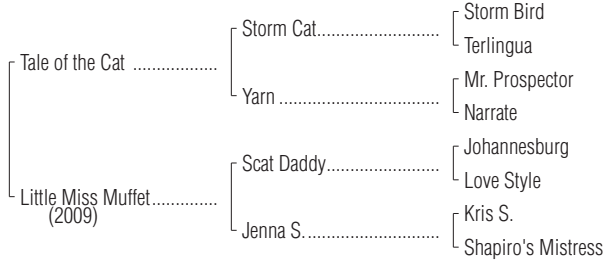 Storm Bird
Storm Cat..............................
Terlingua
Tale of the Cat .................
Mr. Prospector
Yarn ........................................
Narrate
Johannesburg
Scat Daddy............................
Love Style
Little Miss Muffet.............
(2009)
Kris S.
Jenna S.................................
Shapiro's Mistress